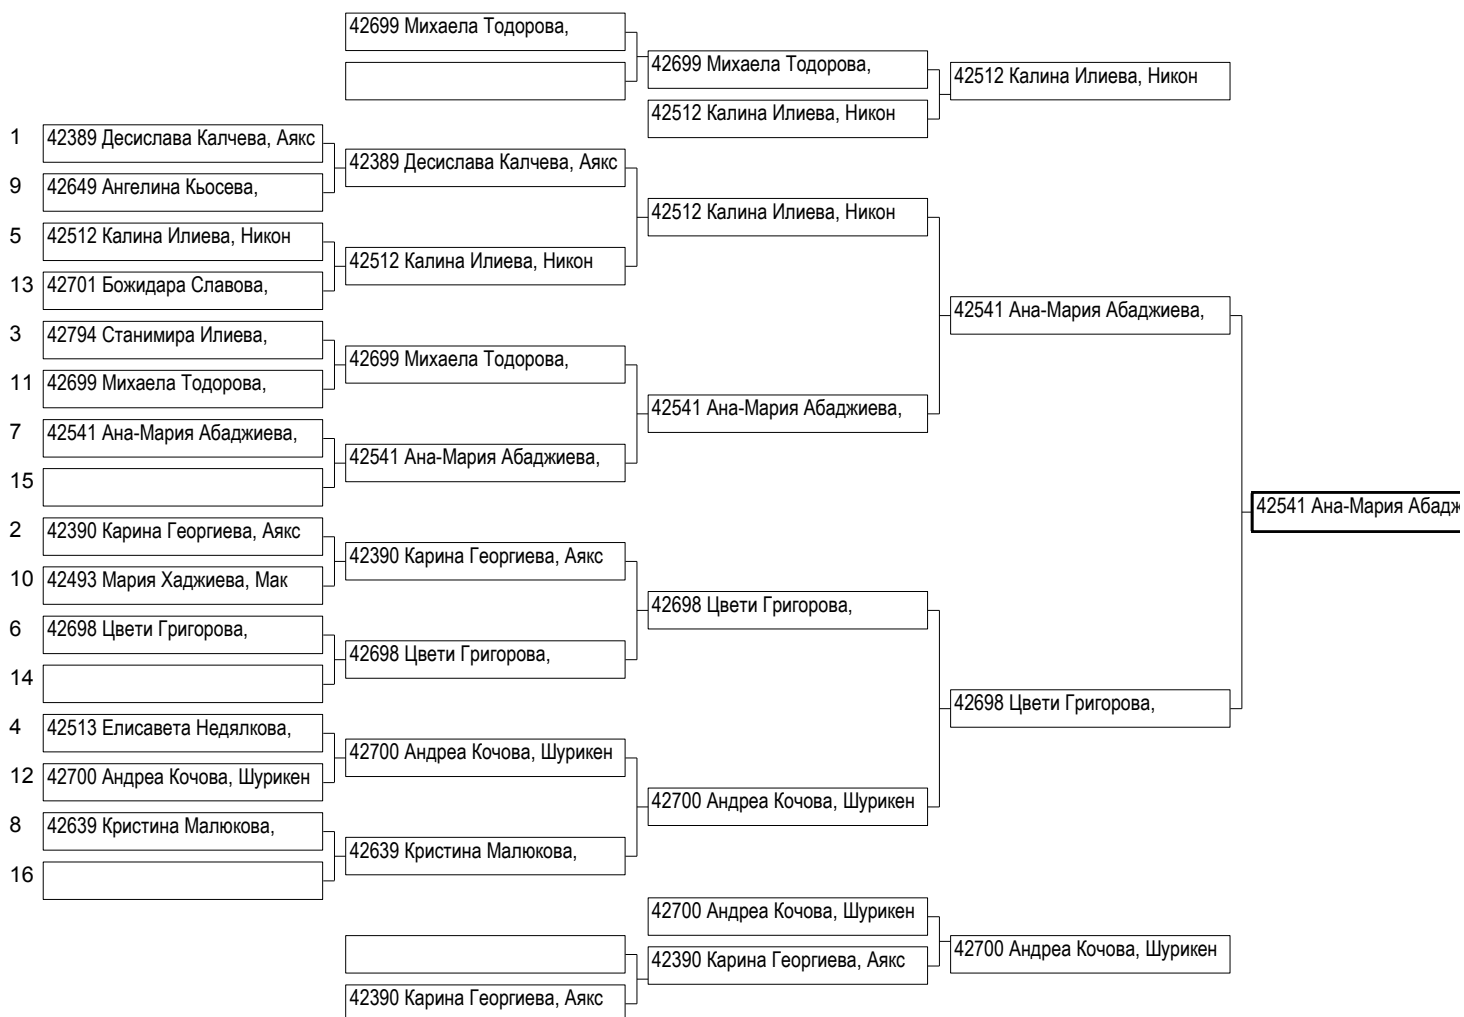 42699 Михаела Тодорова,
42699 Михаела Тодорова,
42512 Калина Илиева, Никон
42512 Калина Илиева, Никон
1 42389 Десислава Калчева, Аякс
42389 Десислава Калчева, Аякс
9 42649 Ангелина Кьосева,
42512 Калина Илиева, Никон
5 42512 Калина Илиева, Никон
42512 Калина Илиева, Никон
13 42701 Божидара Славова,
42541 Ана-Мария Абаджиева,
3 42794 Станимира Илиева,
42699 Михаела Тодорова,
11 42699 Михаела Тодорова,
42541 Ана-Мария Абаджиева,
7 42541 Ана-Мария Абаджиева,
42541 Ана-Мария Абаджиева,
15
42541 Ана-Мария Абадж
2 42390 Карина Георгиева, Аякс
42390 Карина Георгиева, Аякс
10 42493 Мария Хаджиева, Мак
42698 Цвети Григорова,
6 42698 Цвети Григорова,
42698 Цвети Григорова,
14
42698 Цвети Григорова,
4 42513 Елисавета Недялкова,
42700 Андреа Кочова, Шурикен
12 42700 Андреа Кочова, Шурикен
42700 Андреа Кочова, Шурикен
8 42639 Кристина Малюкова,
42639 Кристина Малюкова,
16
42700 Андреа Кочова, Шурикен
42700 Андреа Кочова, Шурикен
42390 Карина Георгиева, Аякс
42390 Карина Георгиева, Аякс